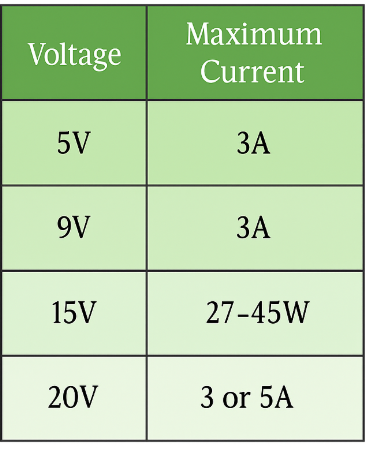 Voltage
Maximum
Current
5V
3A
9V
3A
15V
27–45W
20V
3 or 5A